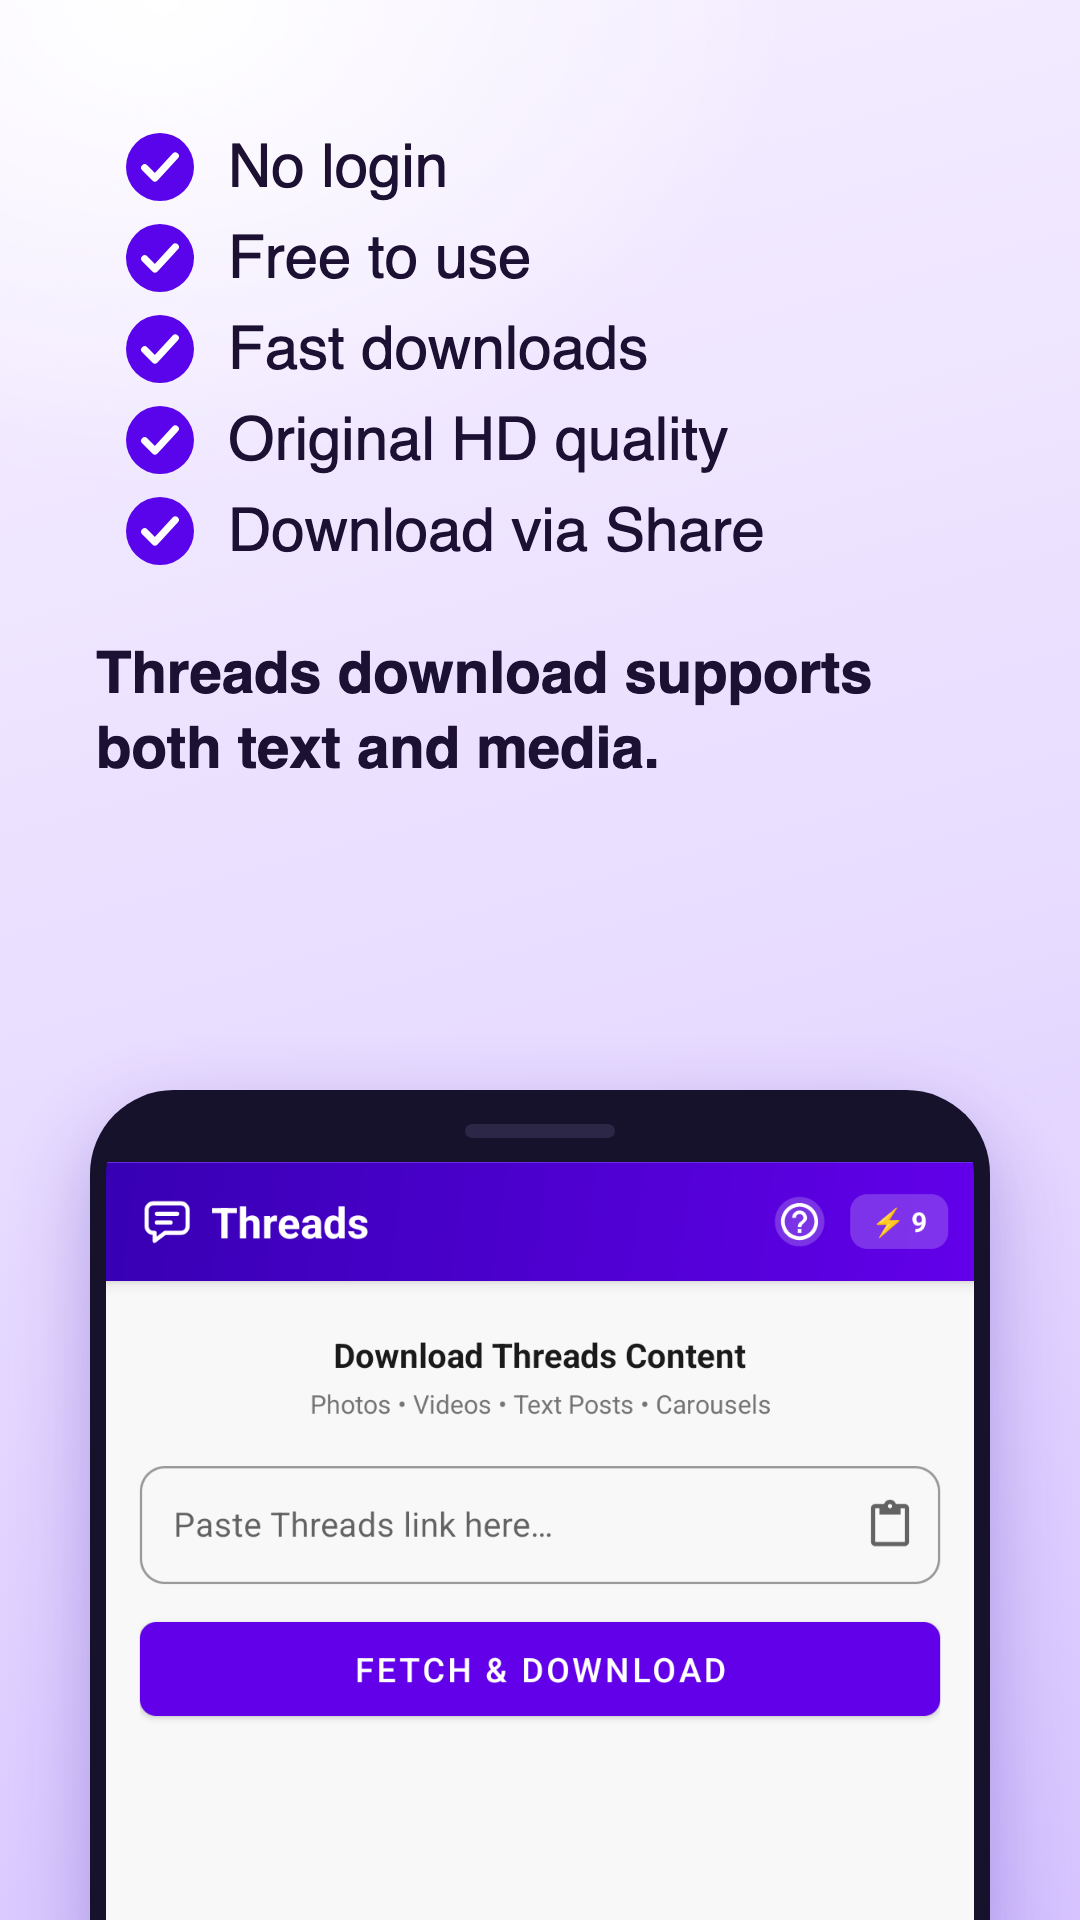 No login
Free to use
Fast downloads
Original HD quality
Download via Share
Threads download supports
both text and media.
Threads
⚡ 9
Download Threads Content
Photos • Videos • Text Posts • Carousels
Paste Threads link here...
FETCH & DOWNLOAD